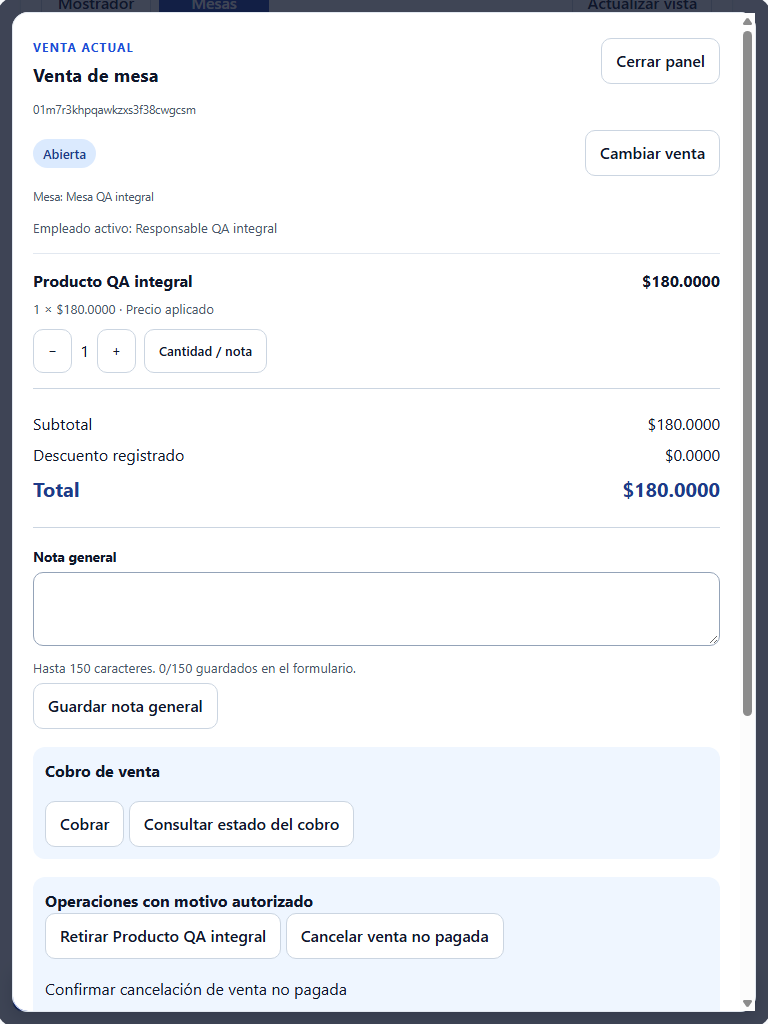 Mostrador Mesas Actualizar vista
VENTA ACTUAL
Cerrar panel
Venta de mesa
01m7r3khpqawkzxs3f38cwgcsm
Abierta
Cambiar venta
Mesa: Mesa QA integral
Empleado activo: Responsable QA integral
Producto QA integral $180.0000
1 × $180.0000 · Precio aplicado
− 1 + Cantidad / nota
Subtotal $180.0000
Descuento registrado $0.0000
Total $180.0000
Nota general
Hasta 150 caracteres. 0/150 guardados en el formulario.
Guardar nota general
Cobro de venta
Cobrar Consultar estado del cobro
Operaciones con motivo autorizado
Retirar Producto QA integral Cancelar venta no pagada
Confirmar cancelación de venta no pagada